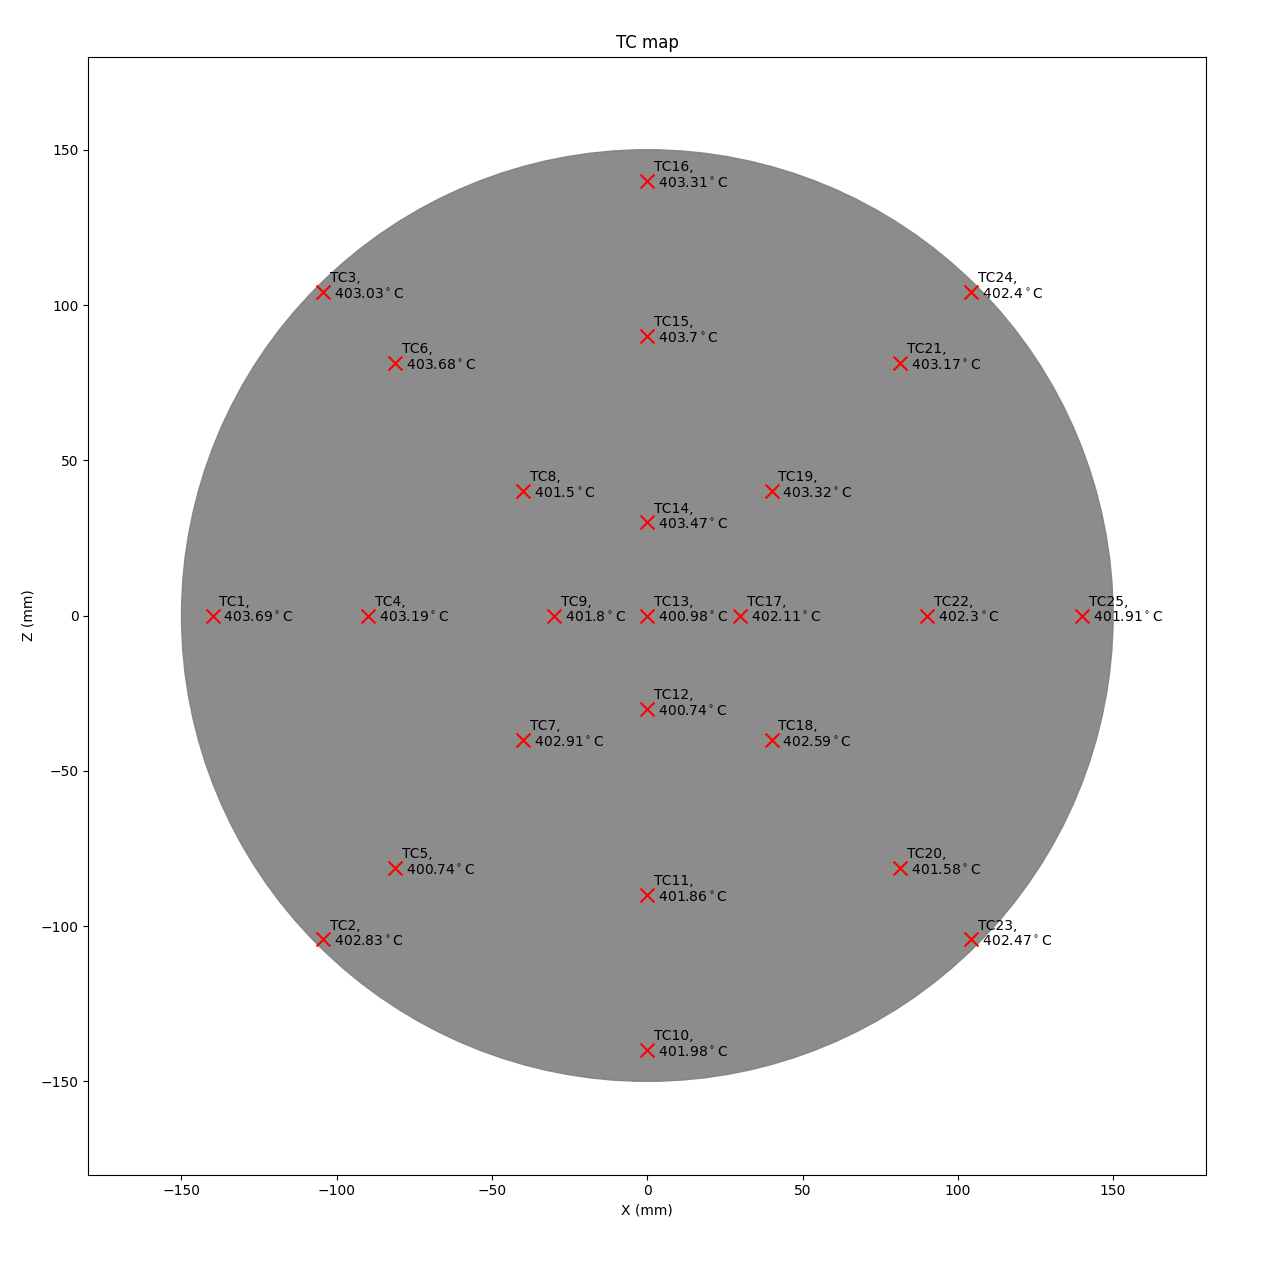 TC map
150
100
50
0
−50
−100
−150
Z (mm)
TC16,
403.31°C
TC3,
403.03°C
TC24,
402.4°C
TC15,
403.7°C
TC6,
403.68°C
TC21,
403.17°C
TC8,
401.5°C
TC19,
403.32°C
TC14,
403.47°C
TC1,
403.69°C
TC4,
403.19°C
TC9,
401.8°C
TC13,
400.98°C
TC17,
402.11°C
TC22,
402.3°C
TC25,
401.91°C
TC12,
400.74°C
TC7,
402.91°C
TC18,
402.59°C
TC5,
400.74°C
TC20,
401.58°C
TC11,
401.86°C
TC2,
402.83°C
TC23,
402.47°C
TC10,
401.98°C
−150
−100
−50
0
50
100
150
X (mm)